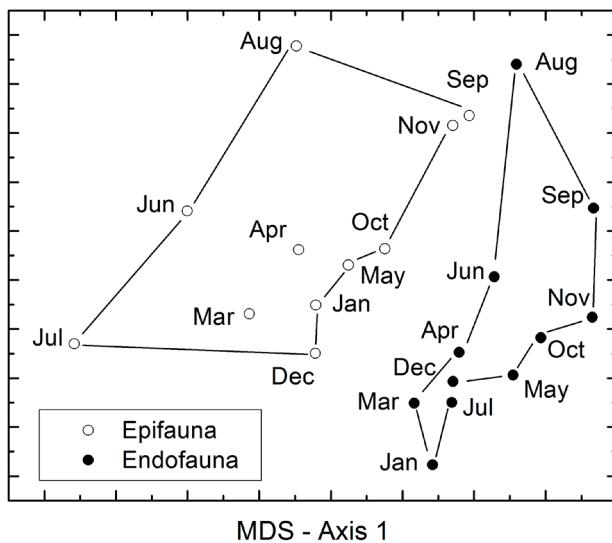 Aug
Aug
Sep
Nov
Sep
Jun
Oct
Apr
Jun
May
Mar
Jan
Nov
Jul
Apr
Oct
Dec
Dec
May
Mar
Jul
Epifauna
Endofauna
Jan
MDS - Axis 1